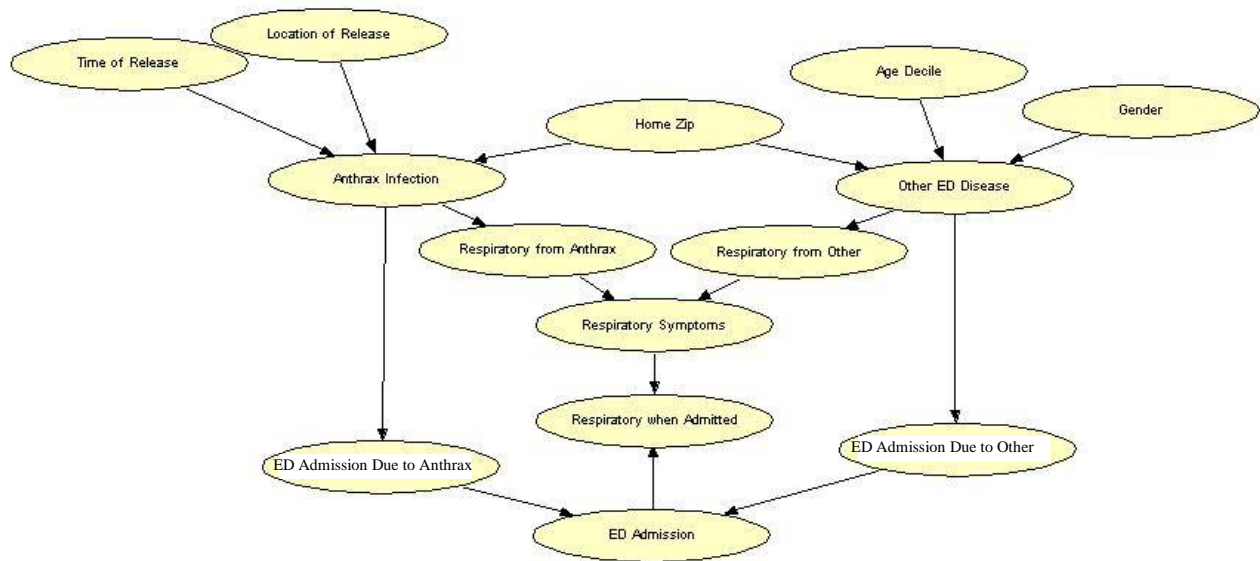 Location of Release
Time of Release
Age Decile
Gender
Home Zip
Anthrax Infection
Other ED Disease
Respiratory from Anthrax
Respiratory from Other
Respiratory Symptoms
Respiratory when Admitted
ED Admission Due to Anthrax
ED Admission Due to Other
ED Admission